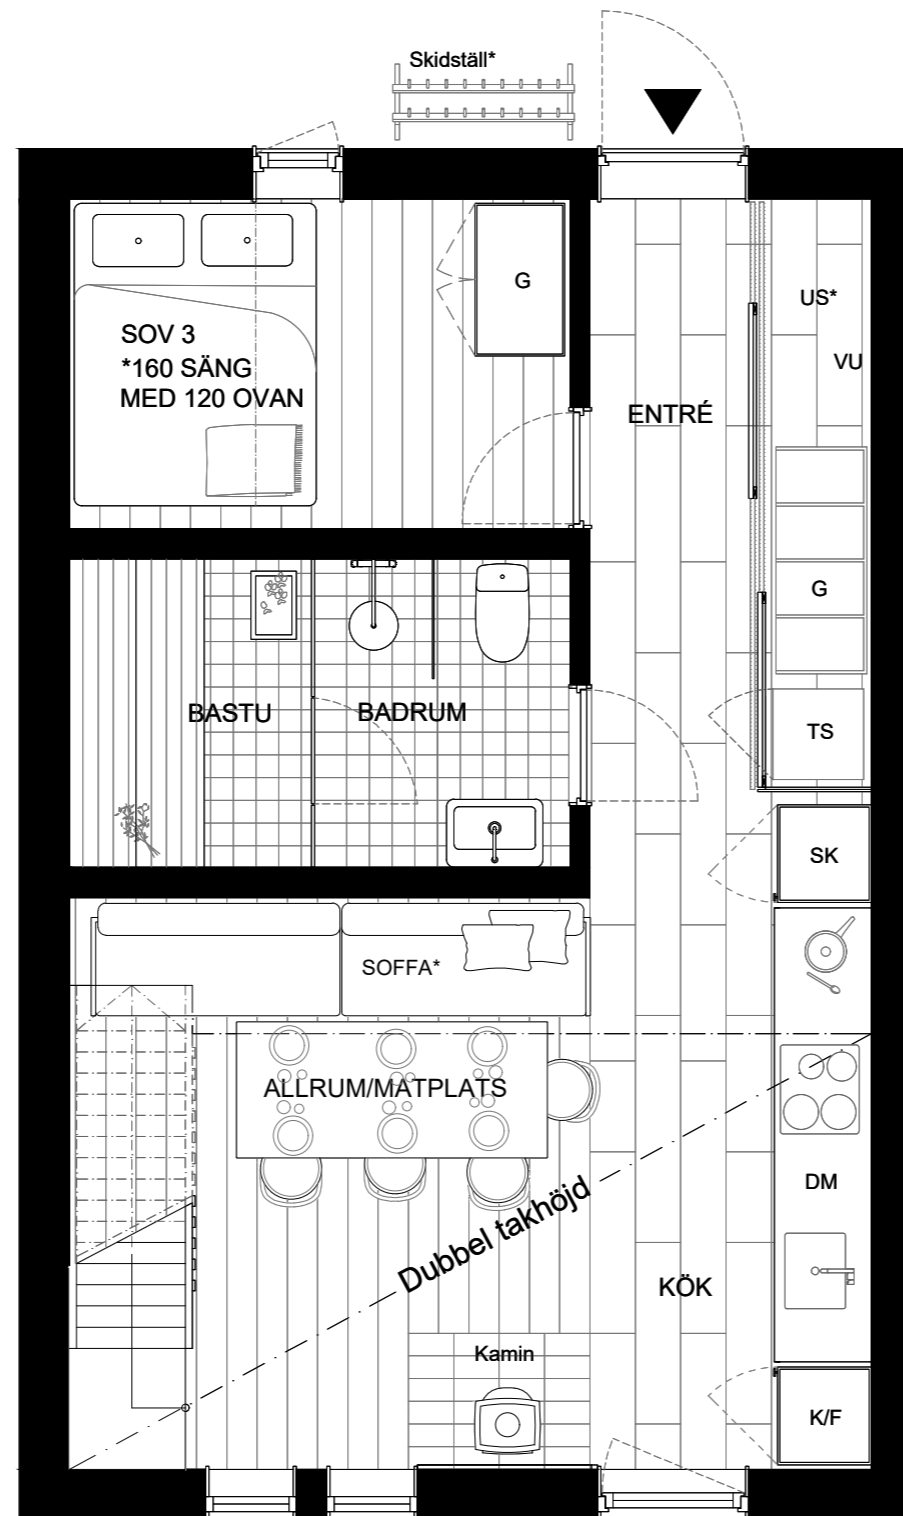 Skidställ*
G
US*
SOV 3
*160 SÄNG
MED 120 OVAN
VU
ENTRÉ
G
BASTU
BADRUM
TS
SK
SOFFA*
ALLRUM/MATPLATS
DM
Dubbel takhöjd
KÖK
Kamin
K/F